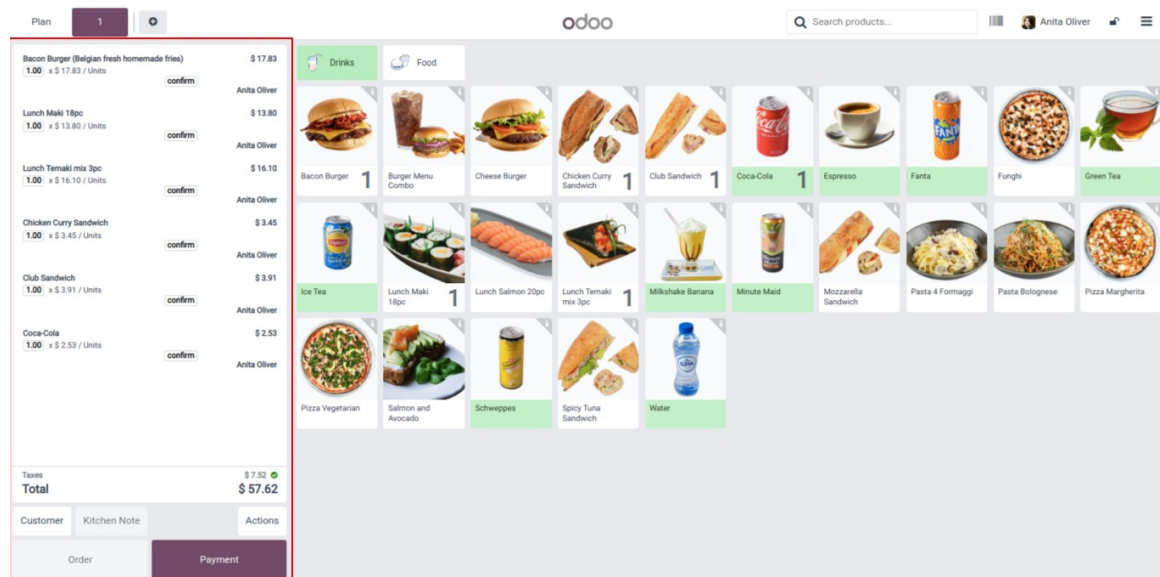 Plan
1
odoo
Search products...
Anita Oliver
Bacon Burger (Belgian fresh homemade fries) $ 17.83
1.00 x $ 17.83 / Units
confirm
Anita Oliver
Lunch Maki 18pc $ 13.80
1.00 x $ 13.80 / Units
confirm
Anita Oliver
Lunch Temaki mix 3pc $ 16.10
1.00 x $ 16.10 / Units
confirm
Anita Oliver
Chicken Curry Sandwich $ 3.45
1.00 x $ 3.45 / Units
confirm
Anita Oliver
Club Sandwich $ 3.91
1.00 x $ 3.91 / Units
confirm
Anita Oliver
Coca-Cola $ 2.53
1.00 x $ 2.53 / Units
confirm
Anita Oliver
Taxes $ 7.52
Total $ 57.62
Customer
Kitchen Note
Actions
Order
Payment
Drinks
Food
Bacon Burger 1
Burger Menu
Combo
Cheese Burger
Chicken Curry
Sandwich 1
Club Sandwich 1
Coca-Cola 1
Espresso
FANTA
Fanta
Funghi
Green Tea
Ice Tea
Lunch Maki
18pc 1
Lunch Salmon 20pc
Lunch Temaki
mix 3pc 1
Milkshake Banana
Minute Maid
Mozzarella
Sandwich
Pasta 4 Formaggi
Pasta Bolognese
Pizza Margherita
Pizza Vegetarian
Salmon and
Avocado
Schweppes
Spicy Tuna
Sandwich
Water